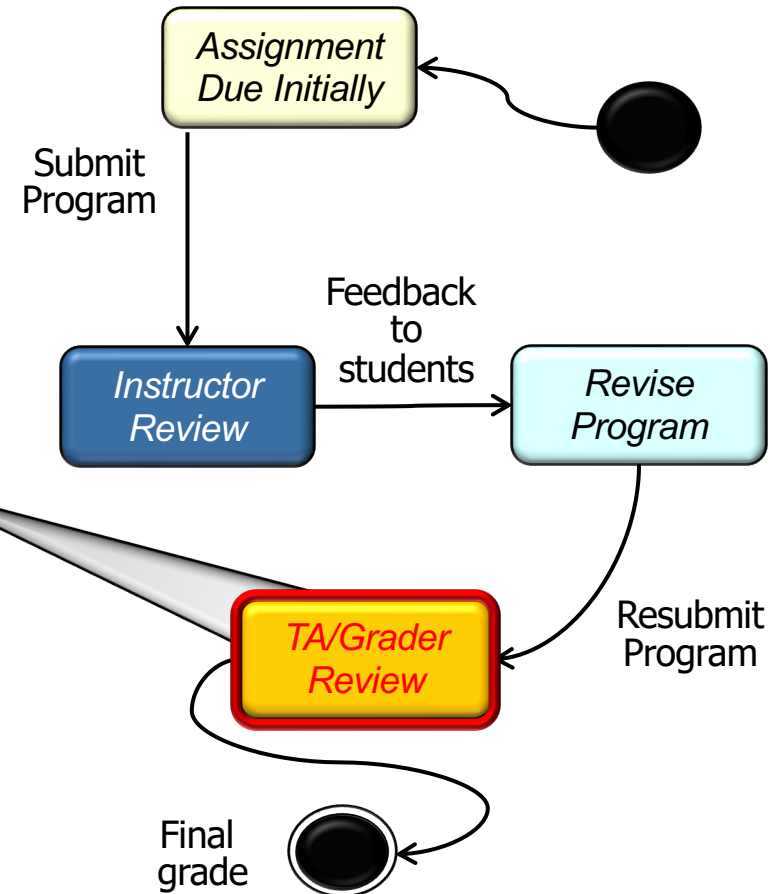 Assignment
Due Initially
Submit
Program
Feedback
to
students
Instructor
Review
Revise
Program
TA/Grader
Review
Resubmit
Program
Final
grade